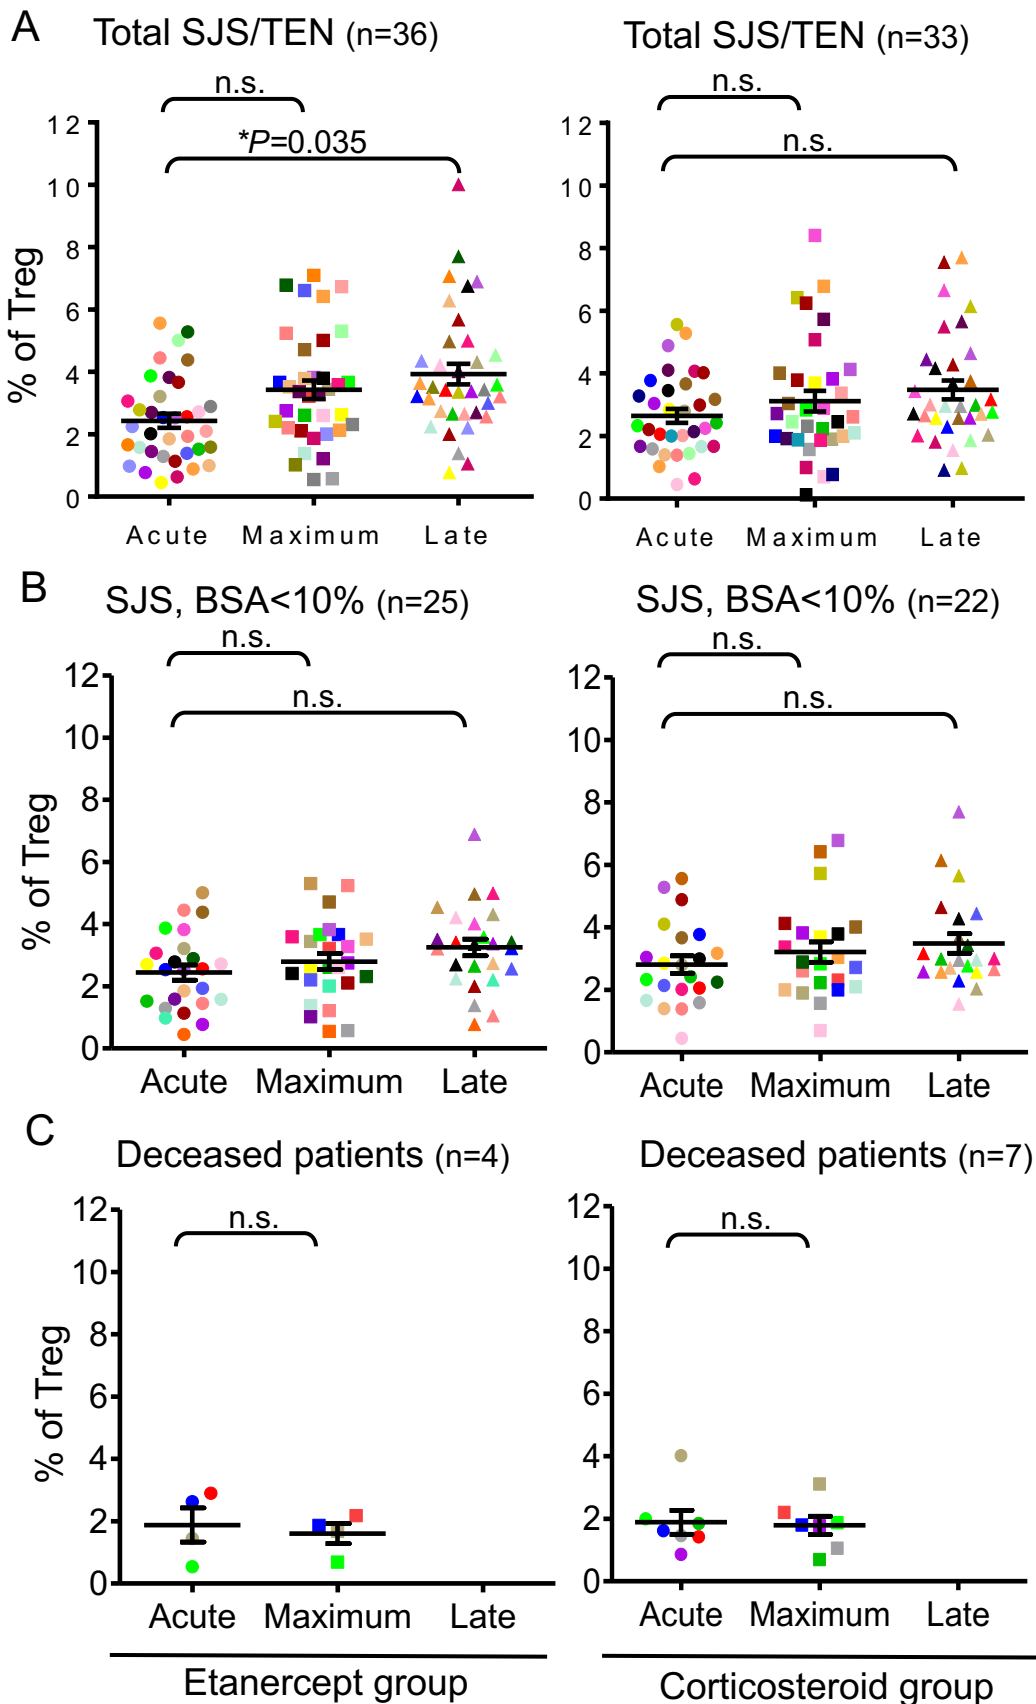 A
Total SJS/TEN (n=36)
Total SJS/TEN (n=33)
n.s.
n.s.
*P=0.035
n.s.
% of Treg
12
10
8
6
4
2
0
12
10
8
6
4
2
0
Acute Maximum Late
Acute Maximum Late
B
SJS, BSA<10% (n=25)
SJS, BSA<10% (n=22)
n.s.
n.s.
n.s.
n.s.
% of Treg
12
10
8
6
4
2
0
12
10
8
6
4
2
0
Acute Maximum Late
Acute Maximum Late
C
Deceased patients (n=4)
Deceased patients (n=7)
n.s.
n.s.
% of Treg
12
10
8
6
4
2
0
12
10
8
6
4
2
0
Acute Maximum Late
Acute Maximum Late
Etanercept group
Corticosteroid group